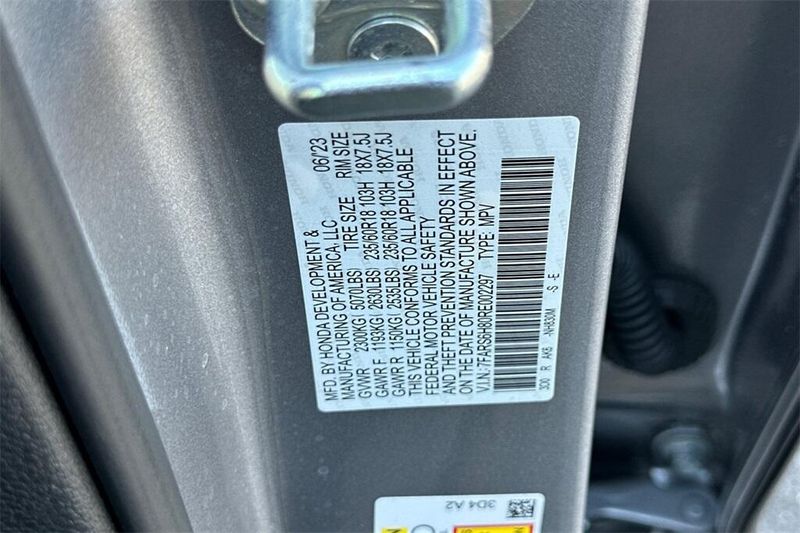 MFD. BY HONDA DEVELOPMENT & 06/'23
MANUFACTURING OF AMERICA, LLC TIRE SIZE RIM SIZE
GVWR 2300KG( 5070LBS)
GAWR F 1193KG( 2630LBS) 235/60R18 103H 18X7.5J
GAWR R 1150KG( 2535LBS) 235/60R18 103H 18X7.5J
THIS VEHICLE CONFORMS TO ALL APPLICABLE
FEDERAL MOTOR VEHICLE SAFETY
AND THEFT PREVENTION STANDARDS IN EFFECT
ON THE DATE OF MANUFACTURE SHOWN ABOVE.
V.I.N.: 7FARS6H80RE002297 TYPE: MPV
3D0 R AK6 -NH830M -S -E
3D4 A2